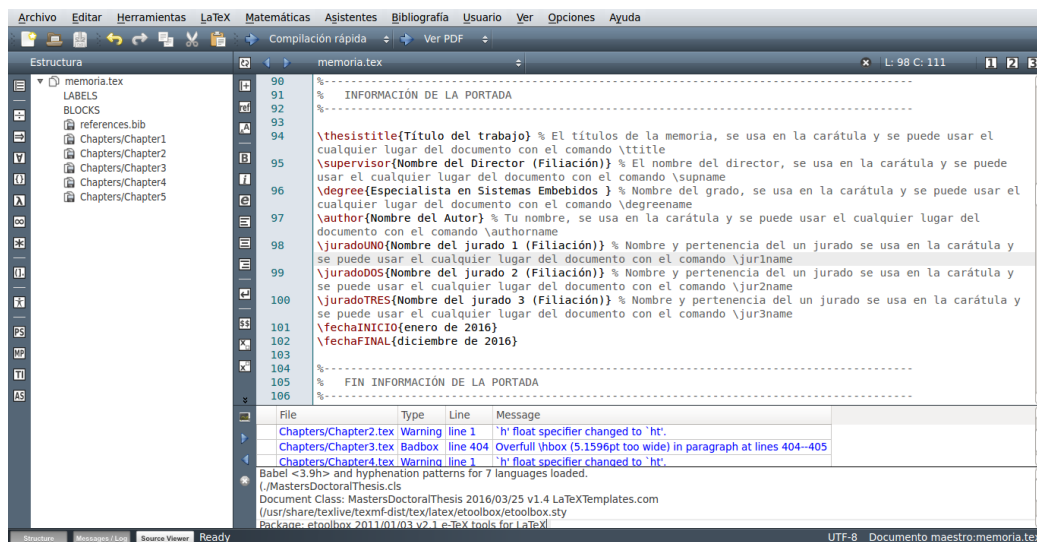 Archivo Editar Herramientas LaTeX Matemáticas Asistentes Bibliografía Usuario Ver Opciones Ayuda
Compilación rápida Ver PDF
Estructura memoria.tex L: 98 C: 111 1 2 3
memoria.tex
LABELS
BLOCKS
references.bib
Chapters/Chapter1
Chapters/Chapter2
Chapters/Chapter3
Chapters/Chapter4
Chapters/Chapter5
90 %---------------------------------------------------------------------------------------
91 % INFORMACIÓN DE LA PORTADA
92 %---------------------------------------------------------------------------------------
93
94 \thesistitle{Título del trabajo} % El títulos de la memoria, se usa en la carátula y se puede usar el
cualquier lugar del documento con el comando \ttitle
95 \supervisor{Nombre del Director (Filiación)} % El nombre del director, se usa en la carátula y se puede
usar el cualquier lugar del documento con el comando \supname
96 \degree{Especialista en Sistemas Embebidos } % Nombre del grado, se usa en la carátula y se puede usar el
cualquier lugar del documento con el comando \degreename
97 \author{Nombre del Autor} % Tu nombre, se usa en la carátula y se puede usar el cualquier lugar del
documento con el comando \authorname
98 \juradoUNO{Nombre del jurado 1 (Filiación)} % Nombre y pertenencia del un jurado se usa en la carátula y
se puede usar el cualquier lugar del documento con el comando \jur1name
99 \juradoDOS{Nombre del jurado 2 (Filiación)} % Nombre y pertenencia del un jurado se usa en la carátula y
se puede usar el cualquier lugar del documento con el comando \jur2name
100 \juradoTRES{Nombre del jurado 3 (Filiación)} % Nombre y pertenencia del un jurado se usa en la carátula y
se puede usar el cualquier lugar del documento con el comando \jur3name
101 \fechaINICIO{enero de 2016}
102 \fechaFINAL{diciembre de 2016}
103
104 %---------------------------------------------------------------------------------------
105 % FIN INFORMACIÓN DE LA PORTADA
106 %---------------------------------------------------------------------------------------
File Type Line Message
Chapters/Chapter2.tex Warning line 1 `h' float specifier changed to `ht'.
Chapters/Chapter3.tex Badbox line 404 Overfull \hbox (5.1596pt too wide) in paragraph at lines 404--405
Chapters/Chapter4.tex Warning line 1 `h' float specifier changed to `ht'.
Babel <3.9h> and hyphenation patterns for 7 languages loaded.
(./MastersDoctoralThesis.cls
Document Class: MastersDoctoralThesis 2016/03/25 v1.4 LaTeXTemplates.com
(/usr/share/texlive/texmf-dist/tex/latex/etoolbox/etoolbox.sty
Package: etoolbox 2011/01/03 v2.1 e-TeX tools for LaTeX
Structure Messages / Log Source Viewer Ready UTF-8 Documento maestro:memoria.te